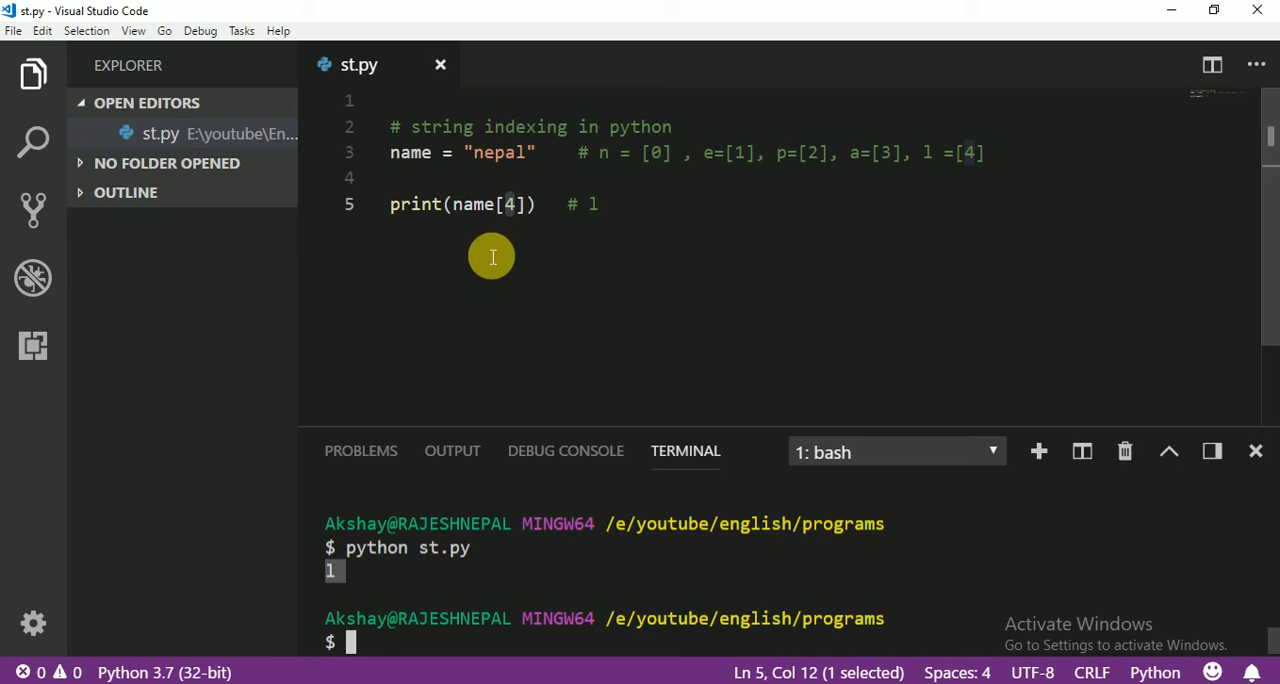 st.py - Visual Studio Code
File Edit Selection View Go Debug Tasks Help
EXPLORER
OPEN EDITORS
st.py E:\youtube\En...
NO FOLDER OPENED
OUTLINE
st.py
1
2 # string indexing in python
3 name = "nepal" # n = [0] , e=[1], p=[2], a=[3], l =[4]
4
5 print(name[4]) # l
PROBLEMS OUTPUT DEBUG CONSOLE TERMINAL 1: bash
Akshay@RAJESHNEPAL MINGW64 /e/youtube/english/programs
$ python st.py
l
Akshay@RAJESHNEPAL MINGW64 /e/youtube/english/programs
$
Activate Windows
Go to Settings to activate Windows.
0 0 Python 3.7 (32-bit) Ln 5, Col 12 (1 selected) Spaces: 4 UTF-8 CRLF Python